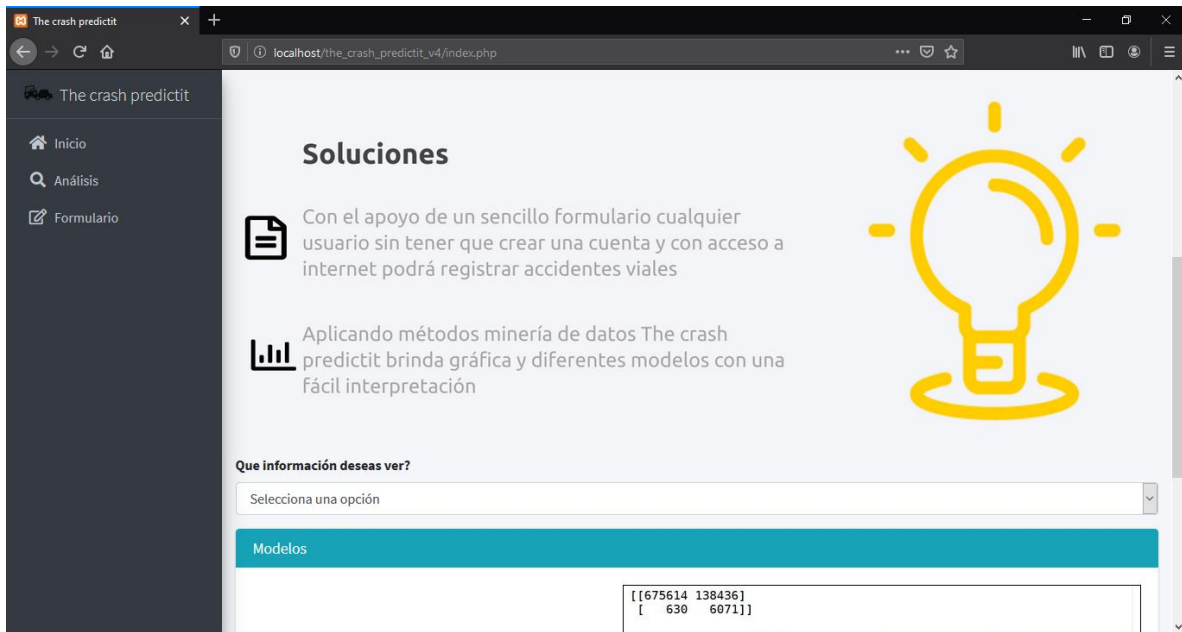 The crash predictit
localhost/the_crash_predictit_v4/index.php
The crash predictit
Inicio
Análisis
Formulario
Soluciones
Con el apoyo de un sencillo formulario cualquier
usuario sin tener que crear una cuenta y con acceso a
internet podrá registrar accidentes viales
Aplicando métodos minería de datos The crash
predictit brinda gráfica y diferentes modelos con una
fácil interpretación
Que información deseas ver?
Selecciona una opción
Modelos
[[675614 138436]
[ 630 6071]]